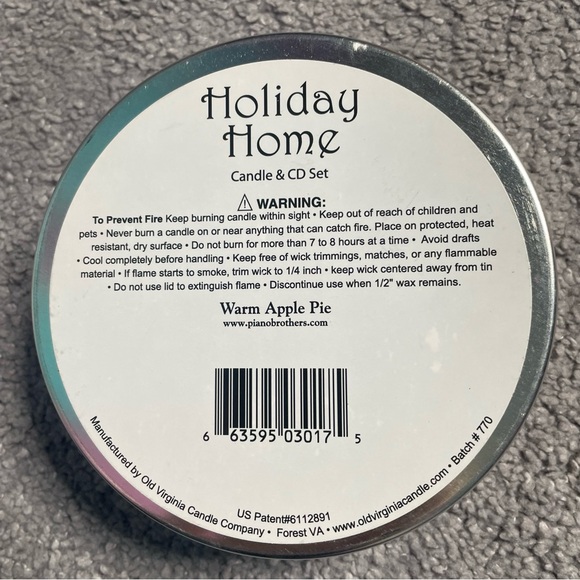 Holiday
Home
Candle & CD Set
⚠ WARNING:
To Prevent Fire Keep burning candle within sight • Keep out of reach of children and
pets • Never burn a candle on or near anything that can catch fire. Place on protected, heat
resistant, dry surface • Do not burn for more than 7 to 8 hours at a time • Avoid drafts
• Cool completely before handling • Keep free of wick trimmings, matches, or any flammable
material • If flame starts to smoke, trim wick to 1/4 inch • keep wick centered away from tin
• Do not use lid to extinguish flame • Discontinue use when 1/2" wax remains.
Warm Apple Pie
www.pianobrothers.com
6 63595 03017 5
US Patent#6112891
Manufactured by Old Virginia Candle Company • Forest VA • www.oldvirginiacandle.com • Batch # 770